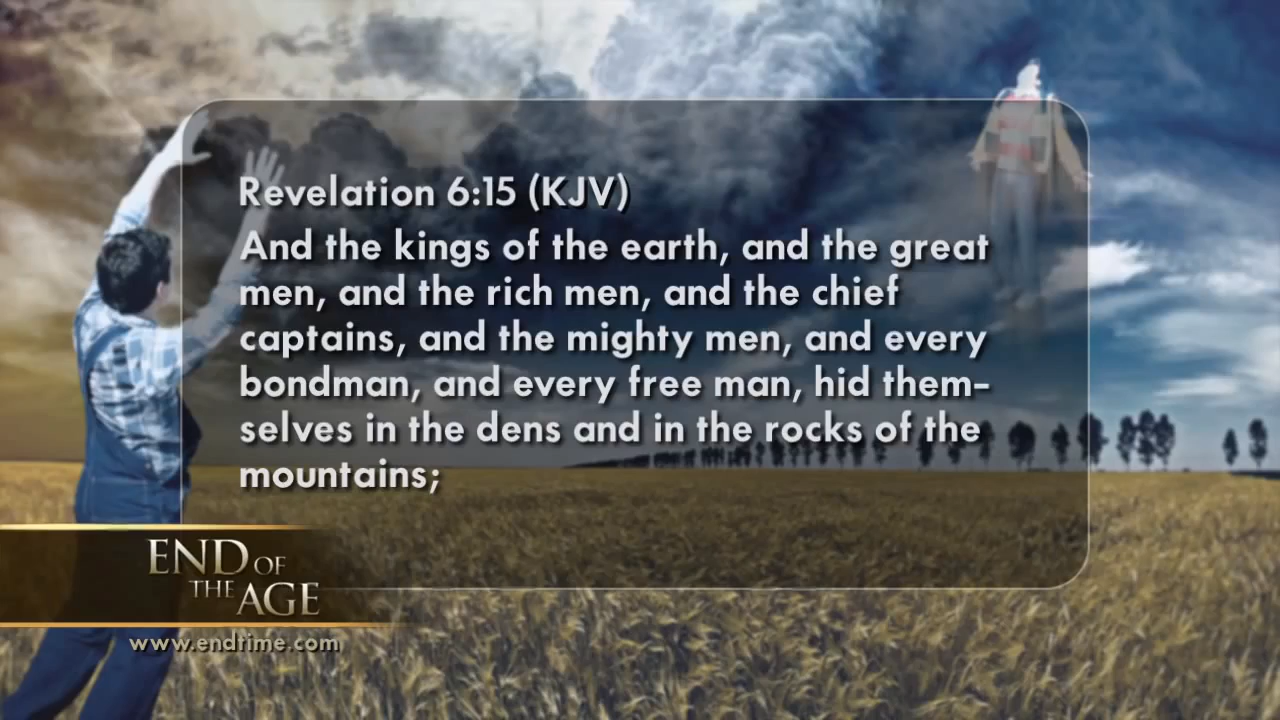 Revelation 6:15 (KJV)
And the kings of the earth, and the great
men, and the rich men, and the chief
captains, and the mighty men, and every
bondman, and every free man, hid them-
selves in the dens and in the rocks of the
mountains;
END OF
THE AGE
www.endtime.com